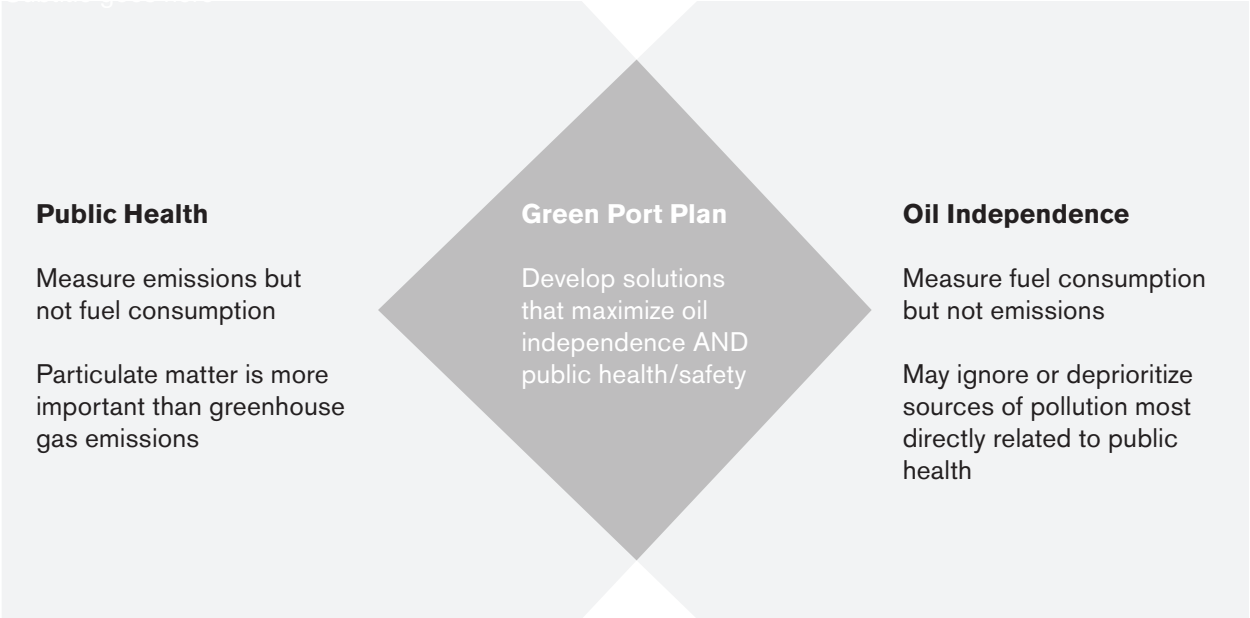 Public Health
Measure emissions but
not fuel consumption
Particulate matter is more
important than greenhouse
gas emissions
Green Port Plan
Develop solutions
that maximize oil
independence AND
public health/safety
Oil Independence
Measure fuel consumption
but not emissions
May ignore or deprioritize
sources of pollution most
directly related to public
health